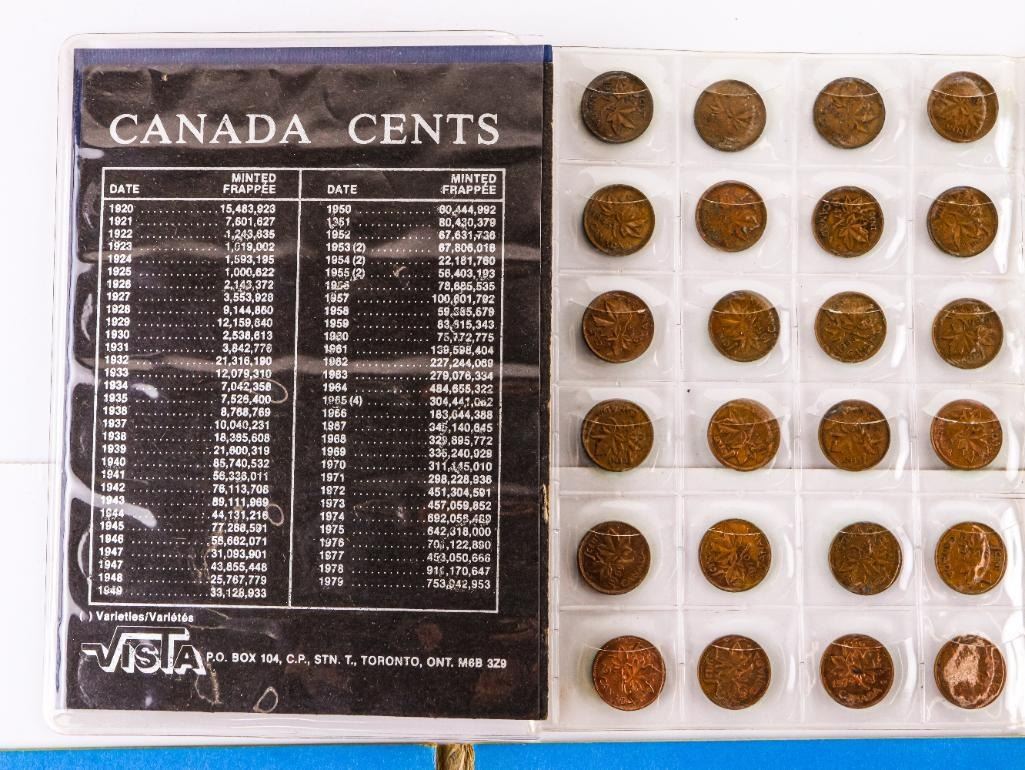 CANADA CENTS
DATE MINTED FRAPPÉE DATE MINTED FRAPPÉE
1920 15,483,923 1950 60,444,992
1921 7,601,627 1951 80,430,379
1922 1,243,635 1952 67,631,736
1923 1,019,002 1953 (2) 67,806,016
1924 1,593,195 1954 (2) 22,181,760
1925 1,000,622 1955 (2) 56,403,193
1926 2,143,372 1956 78,685,535
1927 3,553,928 1957 100,601,792
1928 9,144,860 1958 59,385,679
1929 12,159,840 1959 83,615,343
1930 2,538,613 75,772,775
1931 3,842,776 1961 139,598,404
1932 21,316,190 1962 227,244,069
1933 12,079,310 1963 279,076,334
1934 7,042,358 1964 484,655,322
1935 7,526,400 1965 (4) 304,441,082
1936 8,768,769 1966 183,644,388
1937 10,040,231 1967 345,140,645
1938 18,365,608 1968 329,695,772
1939 21,600,319 1969 335,240,929
1940 85,740,532 1970 311,145,010
1941 56,336,011 1971 298,228,936
1942 76,113,708 1972 451,304,591
1943 89,111,969 1973 457,059,852
1944 44,131,216 1974 692,058,489
1945 77,268,591 1975 642,318,000
1946 56,662,071 1976 701,122,890
1947 31,093,901 1977 453,050,666
1947 43,855,448 1978 911,170,647
1948 25,767,779 1979 753,942,953
1949 33,128,933
( ) Varieties/Variétés
VISTA P.O. BOX 104, C.P., STN. T., TORONTO, ONT. M6B 3Z9